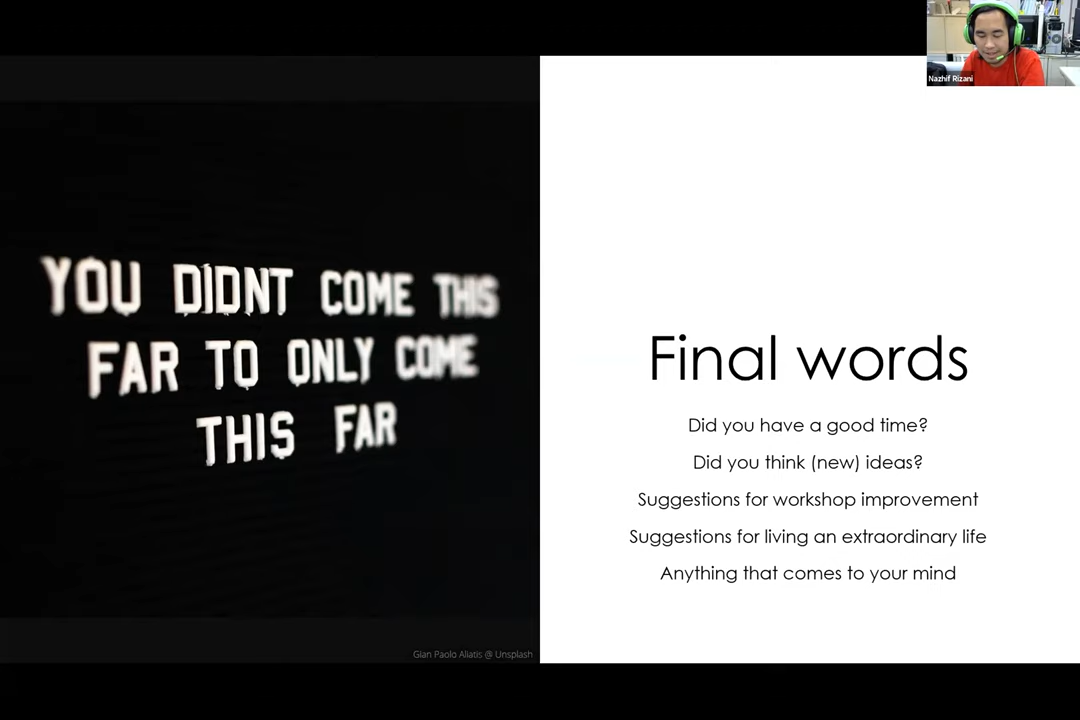 YOU DIDNT COME THIS
FAR TO ONLY COME
THIS FAR
Gian Paolo Aliatis @ Unsplash
Final words
Did you have a good time?
Did you think (new) ideas?
Suggestions for workshop improvement
Suggestions for living an extraordinary life
Anything that comes to your mind
Nazhif Rizani